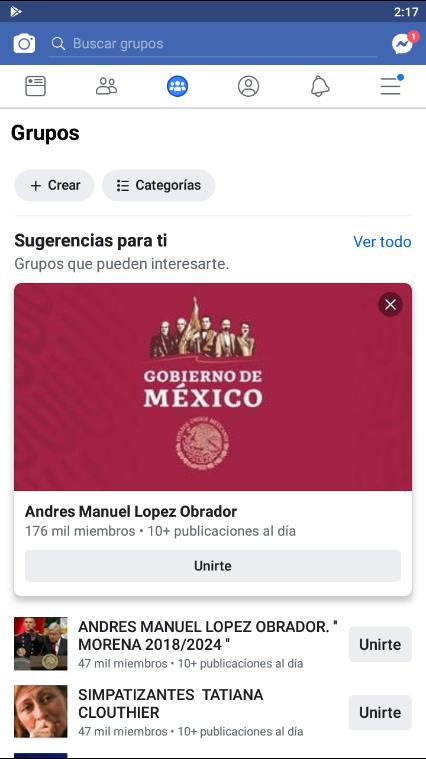 2:17
Buscar grupos
1
Grupos
+ Crear
Categorías
Sugerencias para ti
Ver todo
Grupos que pueden interesarte.
GOBIERNO DE
MÉXICO
ESTADOS UNIDOS MEXICANOS
Andres Manuel Lopez Obrador
176 mil miembros • 10+ publicaciones al día
Unirte
ANDRES MANUEL LOPEZ OBRADOR. "
MORENA 2018/2024 "
47 mil miembros • 10+ publicaciones al día
Unirte
SIMPATIZANTES TATIANA
CLOUTHIER
47 mil miembros • 10+ publicaciones al día
Unirte